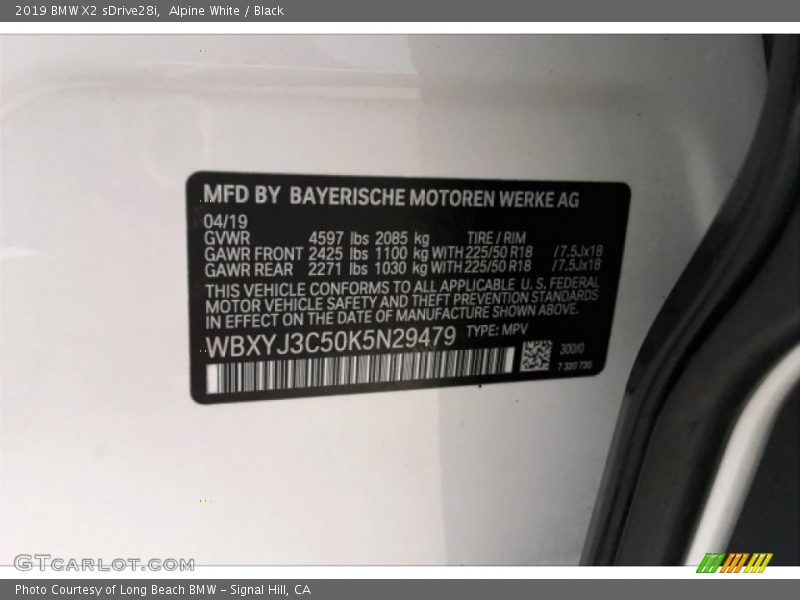 2019 BMW X2 sDrive28i,  Alpine White / Black
MFD BY BAYERISCHE MOTOREN WERKE AG
04/19
GVWR 4597 lbs 2085 kg TIRE / RIM
GAWR FRONT 2425 lbs 1100 kg WITH 225/50 R18 /7.5Jx18
GAWR REAR 2271 lbs 1030 kg WITH 225/50 R18 /7.5Jx18
THIS VEHICLE CONFORMS TO ALL APPLICABLE U. S. FEDERAL
MOTOR VEHICLE SAFETY AND THEFT PREVENTION STANDARDS
IN EFFECT ON THE DATE OF MANUFACTURE SHOWN ABOVE.
WBXYJ3C50K5N29479 TYPE: MPV
300/0
7 320 730
GTCARLOT.COM
Photo Courtesy of Long Beach BMW - Signal Hill, CA